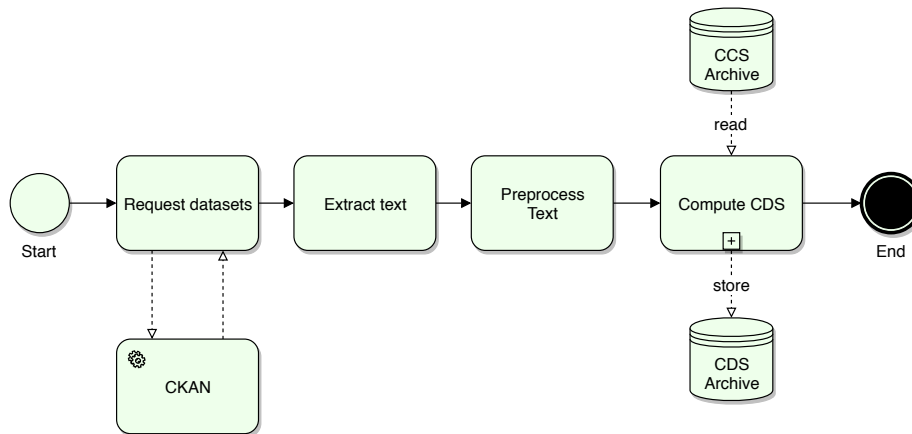 CCS
Archive
read
Request datasets
Extract text
Preprocess
Text
Compute CDS
Start
End
store
CKAN
CDS
Archive